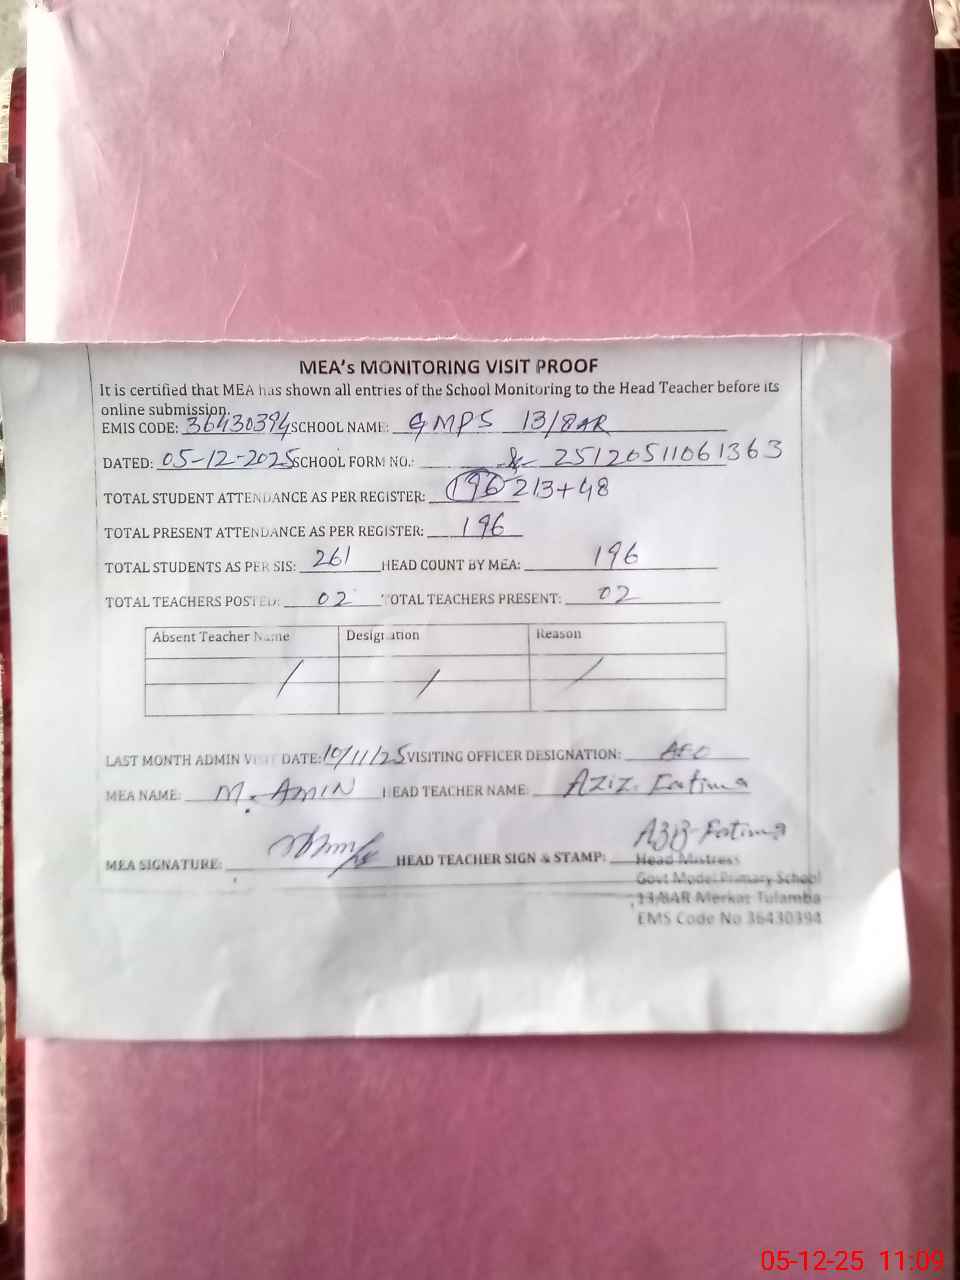 MEA's MONITORING VISIT PROOF
It is certified that MEA has shown all entries of the School Monitoring to the Head Teacher before its
online submission.
EMIS CODE: 36430394 SCHOOL NAME: GMPS 13/8AR
DATED: 05-12-2025 SCHOOL FORM NO.: 25120511061363
TOTAL STUDENT ATTENDANCE AS PER REGISTER: 196 213+48
TOTAL PRESENT ATTENDANCE AS PER REGISTER: 196
TOTAL STUDENTS AS PER SIS: 261 HEAD COUNT BY MEA: 196
TOTAL TEACHERS POSTED: 02 TOTAL TEACHERS PRESENT: 02
Absent Teacher Name Designation Reason
/ / /
LAST MONTH ADMIN VISIT DATE: 10/11/25 VISITING OFFICER DESIGNATION: AEO
MEA NAME: M. AMIN HEAD TEACHER NAME: AZIZ. Fatima
MEA SIGNATURE: HEAD TEACHER SIGN & STAMP: AZIZ-Fatima
Head Mistress
Govt Model Primary School
13/8AR Merkaz Tulamba
EMS Code No 36430394
05-12-25 11:09